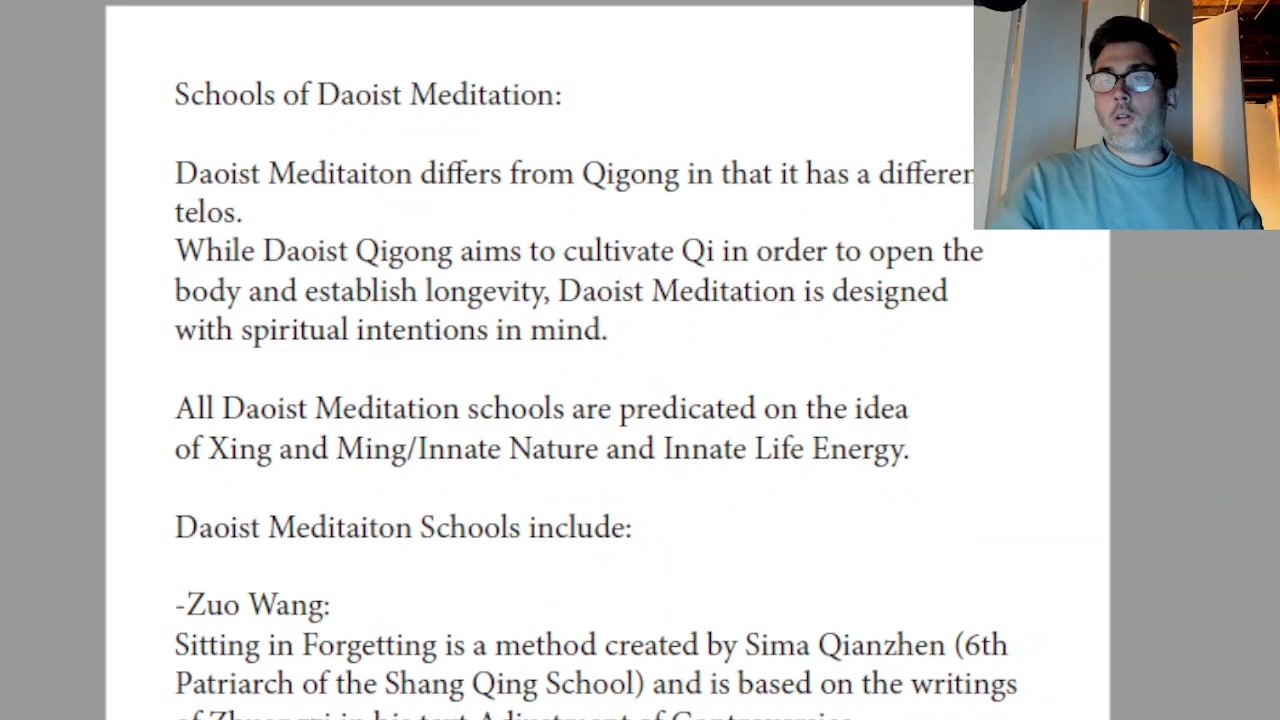 Schools of Daoist Meditation:
Daoist Meditaiton differs from Qigong in that it has a
telos.
While Daoist Qigong aims to cultivate Qi in order to open the
body and establish longevity, Daoist Meditation is designed
with spiritual intentions in mind.
All Daoist Meditation schools are predicated on the idea
of Xing and Ming/Innate Nature and Innate Life Energy.
Daoist Meditaiton Schools include:
-Zuo Wang:
Sitting in Forgetting is a method created by Sima Qianzhen (6th
Patriarch of the Shang Qing School) and is based on the writings